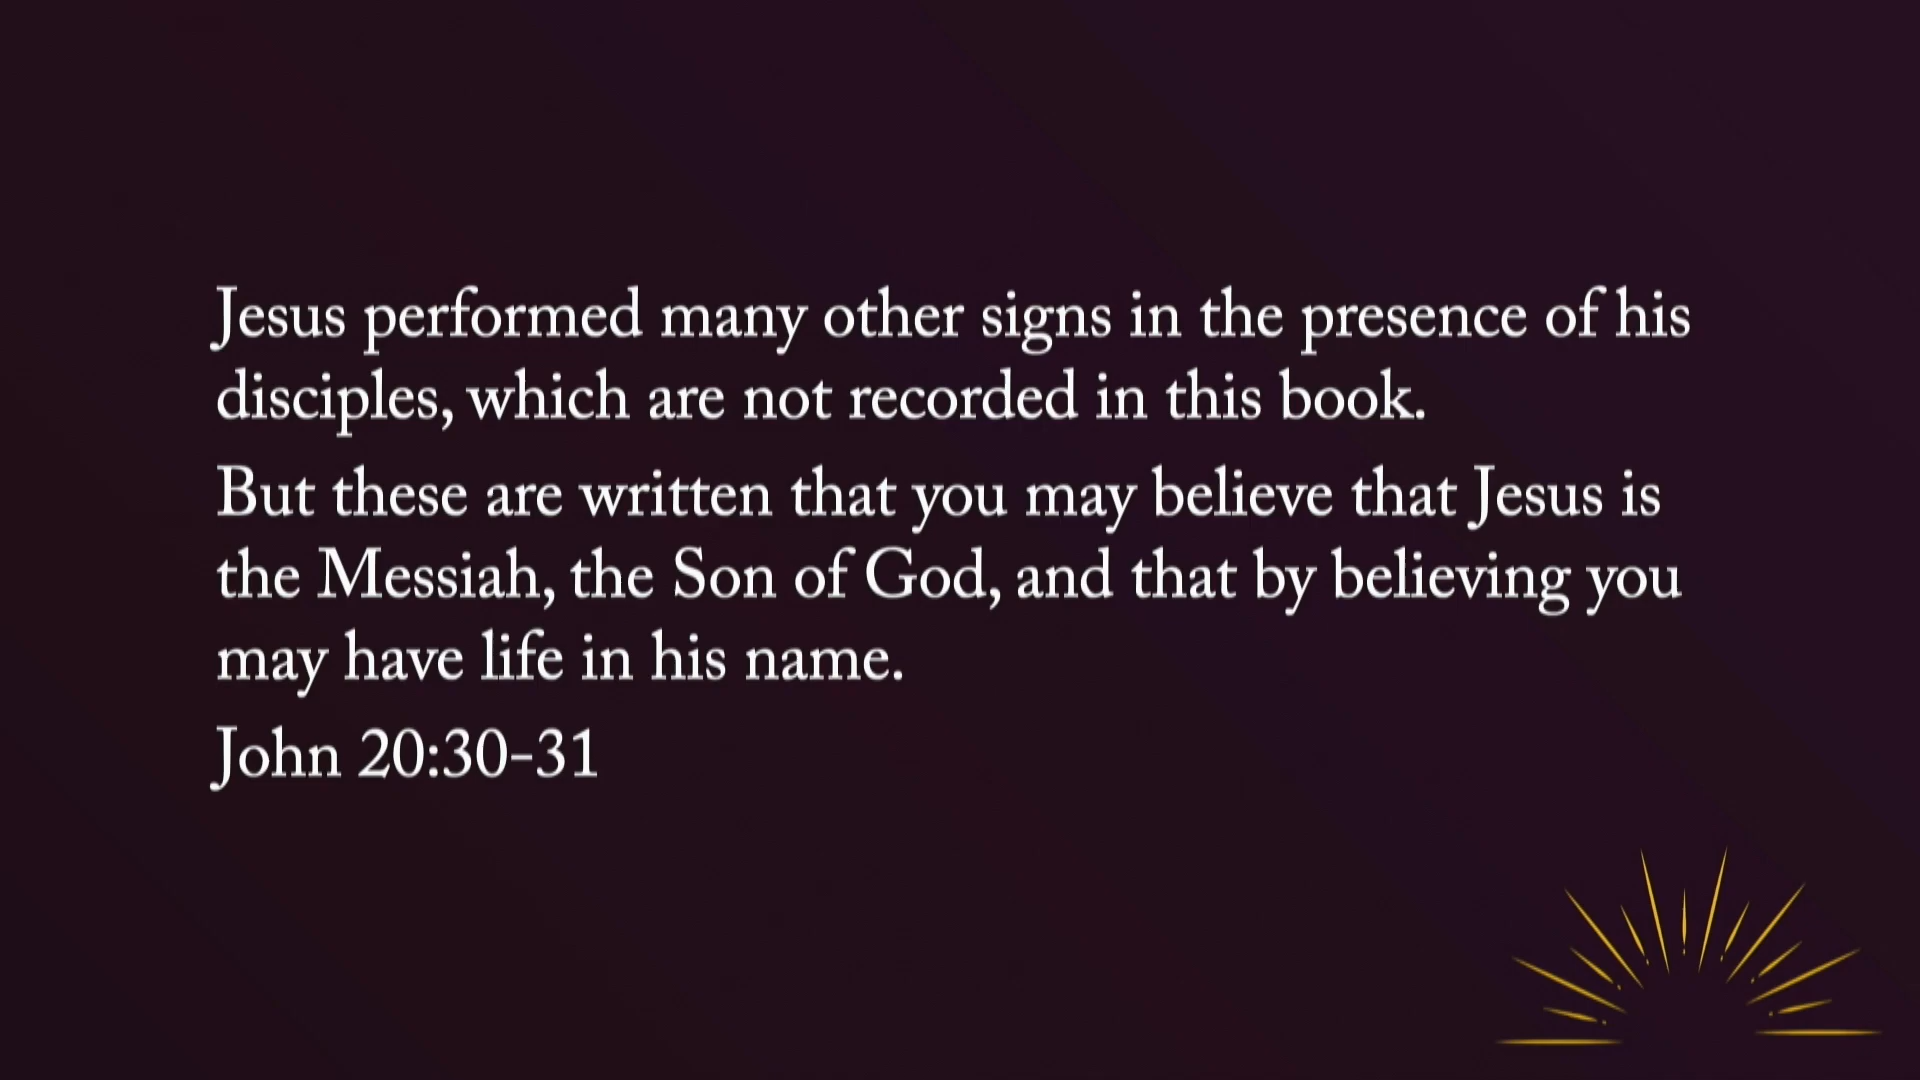 Jesus performed many other signs in the presence of his
disciples, which are not recorded in this book.
But these are written that you may believe that Jesus is
the Messiah, the Son of God, and that by believing you
may have life in his name.
John 20:30-31